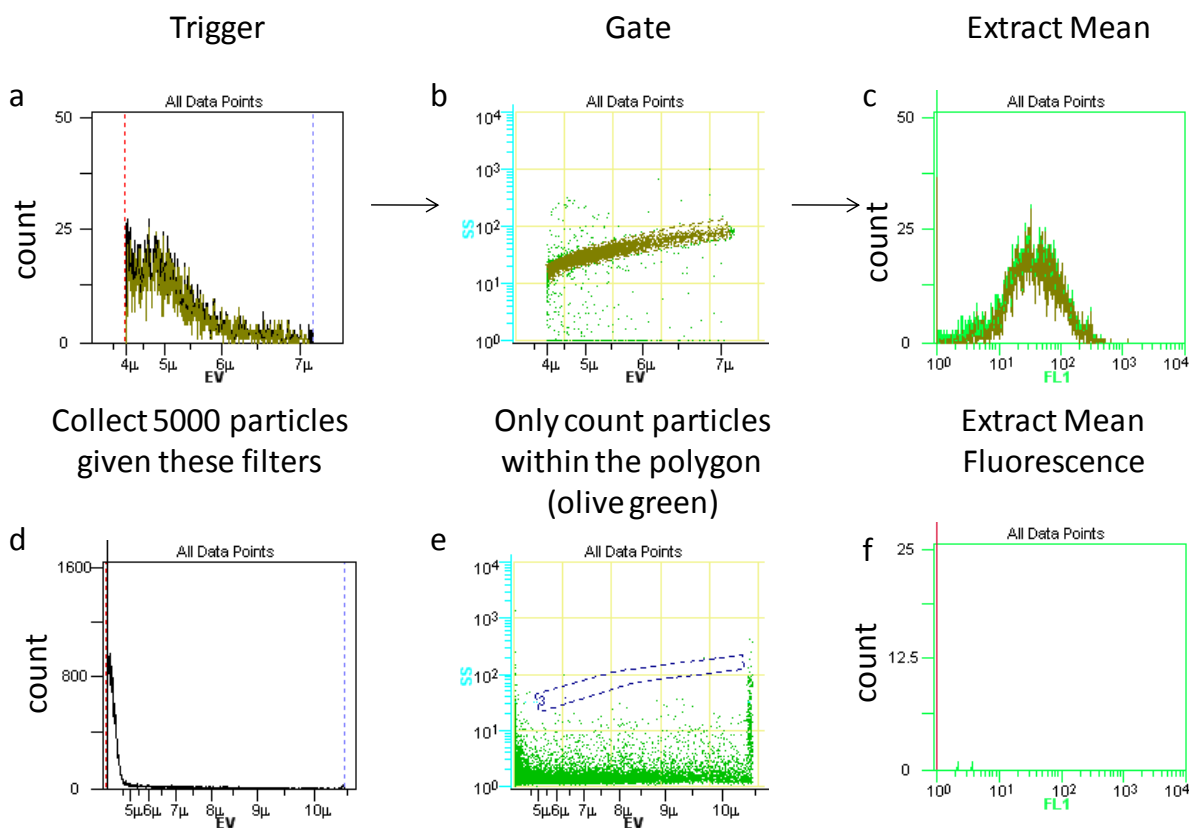 Trigger
Gate
Extract Mean
a
All Data Points
50
25
0
count
4µ 5µ 6µ 7µ
EV
b
All Data Points
10⁴
10³
10²
10¹
10⁰
SS
4µ 5µ 6µ 7µ
EV
c
All Data Points
50
25
0
count
10⁰ 10¹ 10² 10³ 10⁴
FL1
Collect 5000 particles
given these filters
Only count particles
within the polygon
(olive green)
Extract Mean
Fluorescence
d
All Data Points
1600
800
0
count
5µ 6µ 7µ 8µ 9µ 10µ
EV
e
All Data Points
10⁴
10³
10²
10¹
10⁰
SS
5µ 6µ 7µ 8µ 9µ 10µ
EV
f
All Data Points
25
12.5
0
count
10⁰ 10¹ 10² 10³ 10⁴
FL1